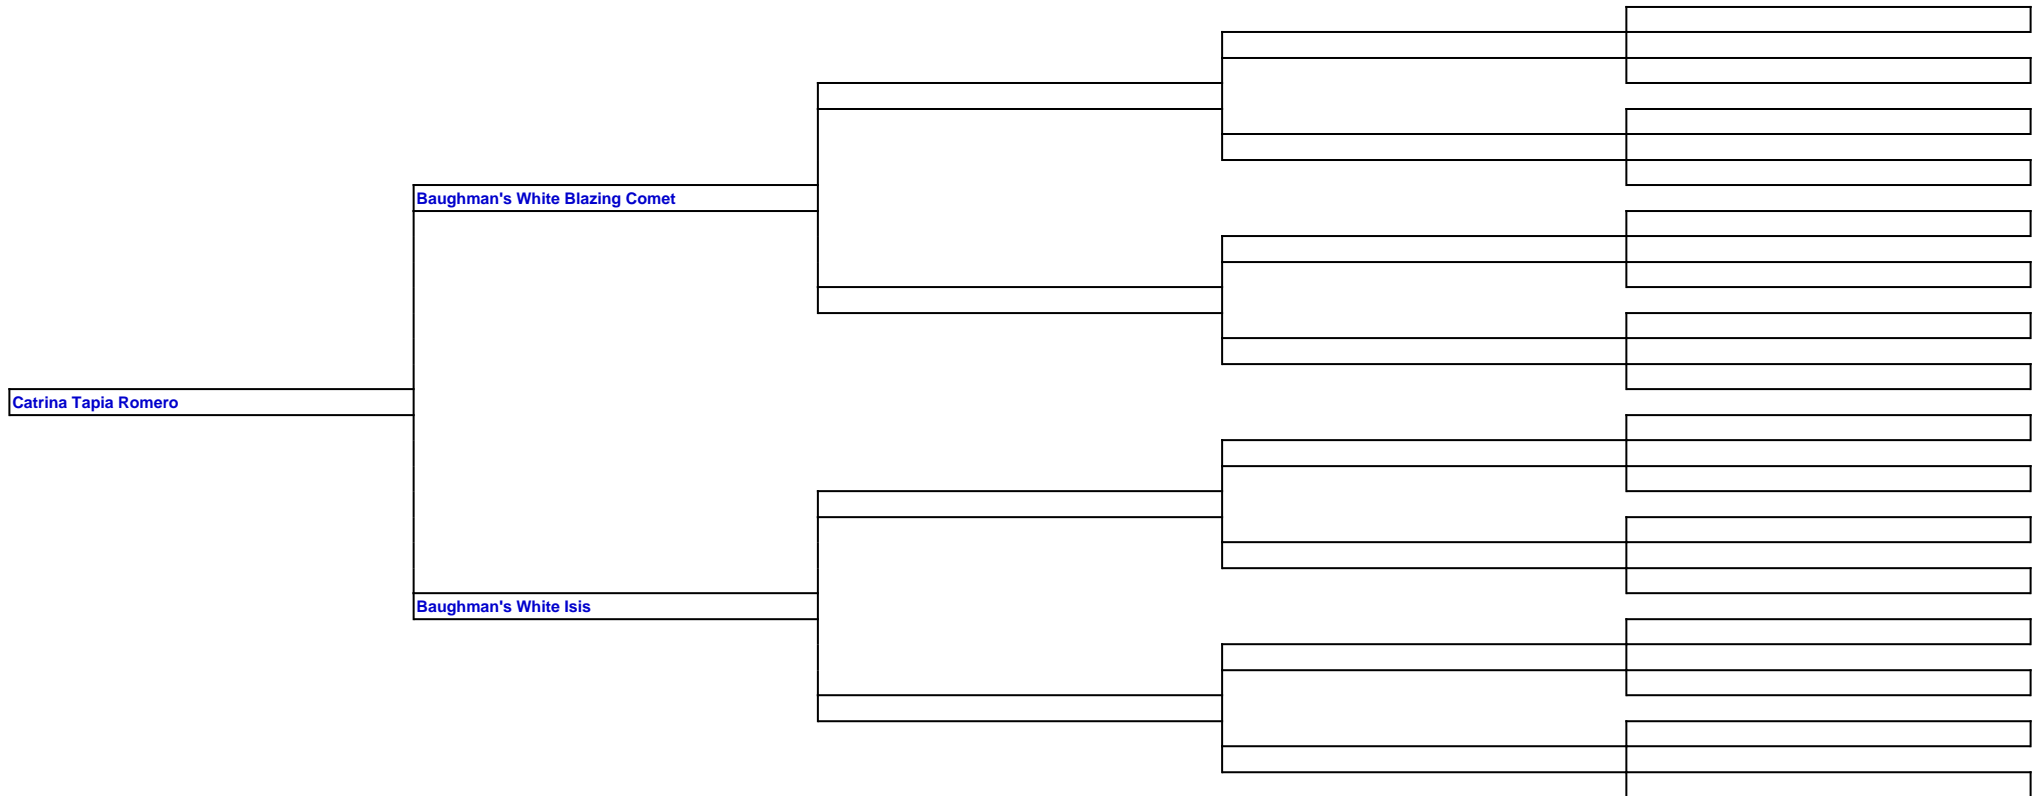 Baughman's White Blazing Comet
Catrina Tapia Romero
Baughman's White Isis